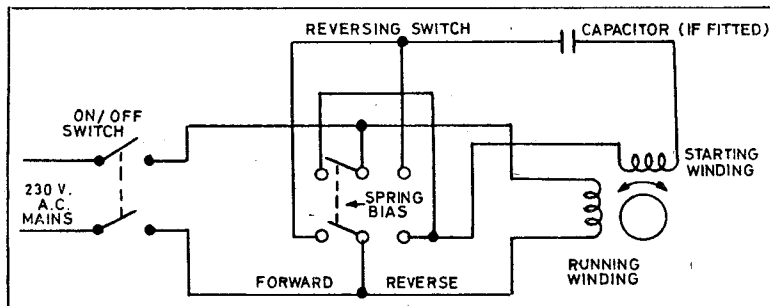 REVERSING SWITCH
CAPACITOR (IF FITTED)
ON/OFF
SWITCH
STARTING
WINDING
SPRING
BIAS
230 V.
A.C.
MAINS
FORWARD
REVERSE
RUNNING
WINDING